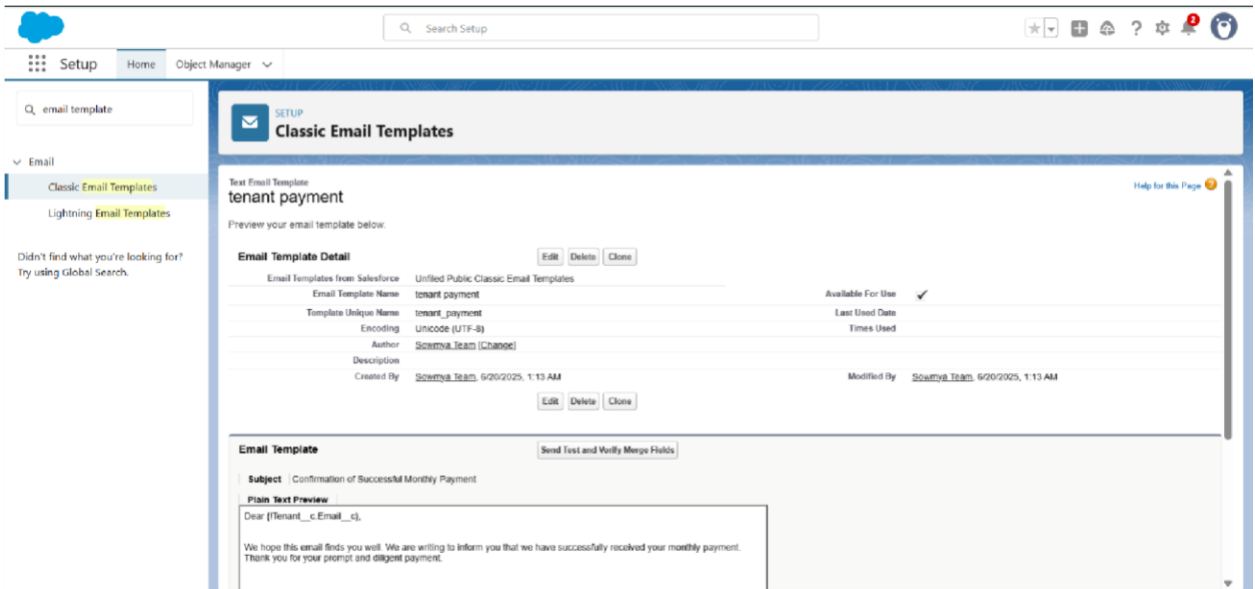 Search Setup
2
Setup Home Object Manager
email template
SETUP
Classic Email Templates
Email
Classic Email Templates
Lightning Email Templates
Didn't find what you're looking for?
Try using Global Search.
Text Email Template
tenant payment
Help for this Page
Preview your email template below.
Email Template Detail Edit Delete Clone
Email Templates from Salesforce Unfiled Public Classic Email Templates
Email Template Name tenant payment Available For Use
Template Unique Name tenant_payment Last Used Date
Encoding Unicode (UTF-8) Times Used
Author Sowmya Team [Change]
Description
Created By Sowmya Team, 6/20/2025, 1:13 AM Modified By Sowmya Team, 6/20/2025, 1:13 AM
Edit Delete Clone
Email Template Send Test and Verify Merge Fields
Subject Confirmation of Successful Monthly Payment
Plain Text Preview
Dear {!Tenant__c.Email__c},
We hope this email finds you well. We are writing to inform you that we have successfully received your monthly payment.
Thank you for your prompt and diligent payment.